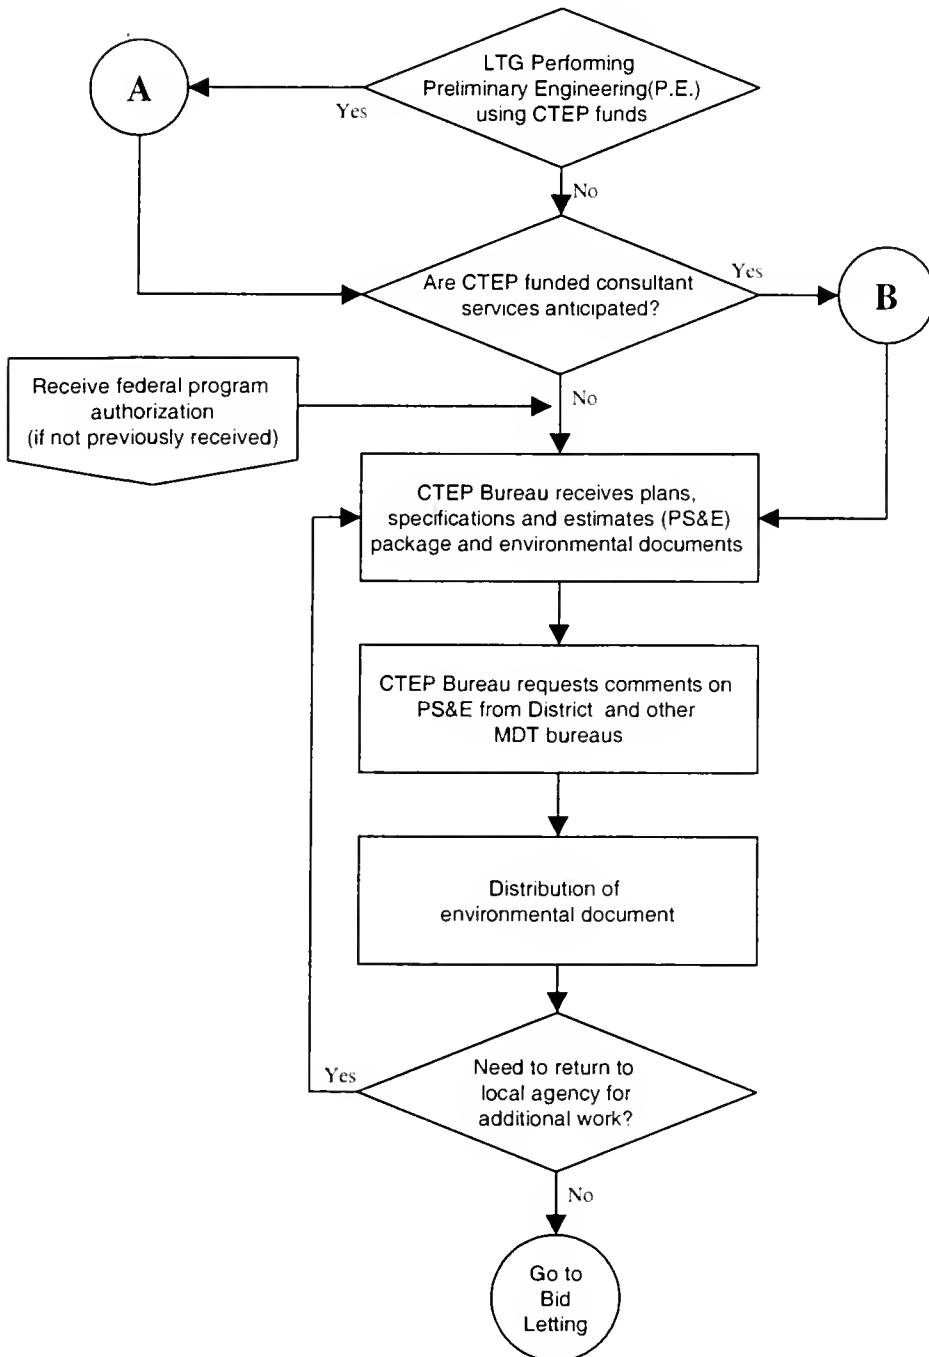 LTG Performing
Preliminary Engineering(P.E.)
using CTEP funds
A
Yes
No
Are CTEP funded consultant
services anticipated?
Yes
B
Receive federal program
authorization
(if not previously received)
No
CTEP Bureau receives plans,
specifications and estimates (PS&E)
package and environmental documents
CTEP Bureau requests comments on
PS&E from District and other
MDT bureaus
Distribution of
environmental document
Need to return to
local agency for
additional work?
Yes
No
Go to
Bid
Letting